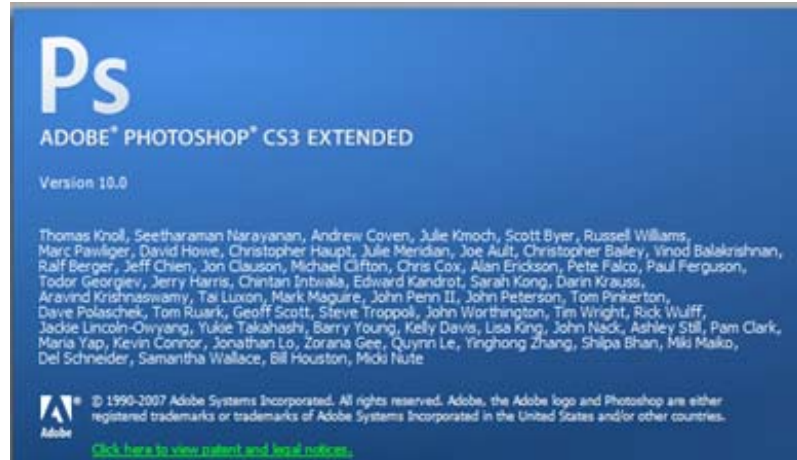 Ps
ADOBE® PHOTOSHOP® CS3 EXTENDED
Version 10.0
Thomas Knoll, Seetharaman Narayanan, Andrew Coven, Julie Kmoch, Scott Byer, Russell Williams,
Marc Pawliger, David Howe, Christopher Haupt, Julie Meridian, Joe Ault, Christopher Bailey, Vinod Balakrishnan,
Ralf Berger, Jeff Chien, Jon Clauson, Michael Clifton, Chris Cox, Alan Erickson, Pete Falco, Paul Ferguson,
Todor Georgiev, Jerry Harris, Chintan Intwala, Edward Kandrot, Sarah Kong, Darin Krauss,
Aravind Krishnaswamy, Tai Luxon, Mark Maguire, John Penn II, John Peterson, Tom Pinkerton,
Dave Polaschek, Tom Ruark, Geoff Scott, Steve Troppoli, John Worthington, Tim Wright, Rick Wulff,
Jackie Lincoln-Owyang, Yukie Takahashi, Barry Young, Kelly Davis, Lisa King, John Nack, Ashley Still, Pam Clark,
Maria Yap, Kevin Connor, Jonathan Lo, Zorana Gee, Quynn Le, Yinghong Zhang, Shilpa Bhan, Miki Maiko,
Del Schneider, Samantha Wallace, Bill Houston, Micki Nute
© 1990-2007 Adobe Systems Incorporated. All rights reserved. Adobe, the Adobe logo and Photoshop are either
registered trademarks or trademarks of Adobe Systems Incorporated in the United States and/or other countries.
Adobe
Click here to view patent and legal notices.